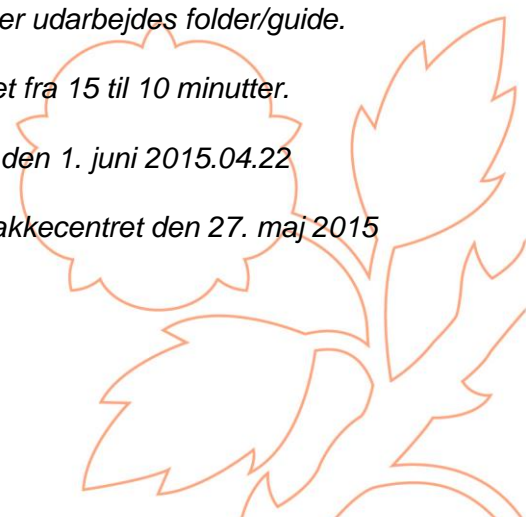 er udarbejdes folder/guide.
et fra 15 til 10 minutter.
den 1. juni 2015.04.22
akkecentret den 27. maj 2015